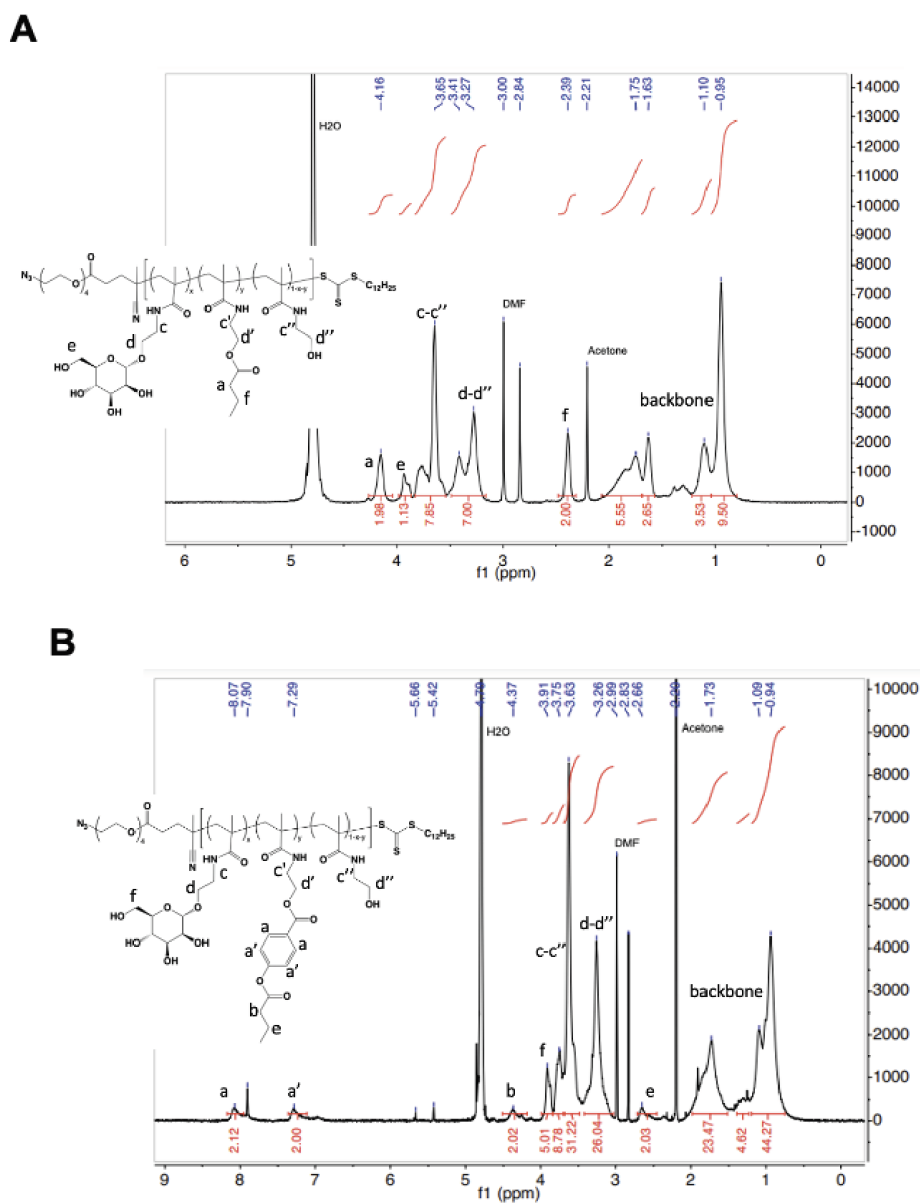 A
4.16 3.65 3.41 3.27 3.00 2.84 2.39 2.21 1.75 1.63 1.10 0.95
H2O
DMF
Acetone
c-c''
d-d''
a
e
f
backbone
N3
O
4
O
x
y
1-x-y
S
S
C12H25
CN
NH
O
NH
O
NH
S
c
d
c'
d'
c''
d'''
OH
e
HO
O
HO
OH
OH
O
O
a
f
14000
13000
12000
11000
10000
9000
8000
7000
6000
5000
4000
3000
2000
1000
0
-1000
1.98 1.13 7.85 7.00 2.00 5.55 2.65 3.53 9.50
6 5 4 3 2 1 0
f1 (ppm)
B
8.07 7.90 7.29 5.66 5.42 4.79 4.37 3.91 3.75 3.63 3.26 2.99 2.83 2.66 2.20 1.73 1.09 0.94
H2O
Acetone
DMF
d-d''
c-c''
backbone
a
a'
b
f
e
N3
O
4
O
x
y
1-x-y
S
S
C12H25
NH
O
NH
O
NH
S
c
d
c'
d'
c''
d''
OH
f
HO
O
HO
OH
OH
O
O
a
a
a'
a'
O
O
b
e
10000
9000
8000
7000
6000
5000
4000
3000
2000
1000
0
-1000
2.12 2.00 2.02 5.01 8.78 31.22 26.04 2.03 23.47 4.62 44.27
9 8 7 6 5 4 3 2 1 0
f1 (ppm)